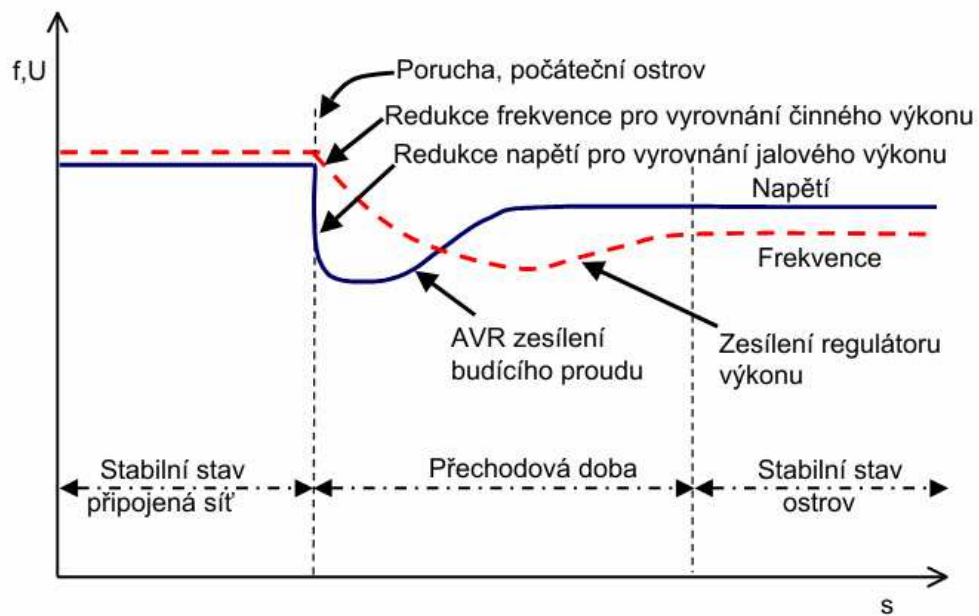 f,U
Porucha, počáteční ostrov
Redukce frekvence pro vyrovnání činného výkonu
Redukce napětí pro vyrovnání jalového výkonu
Napětí
Frekvence
AVR zesílení
budícího proudu
Zesílení regulátoru
výkonu
Stabilní stav
připojená síť
Přechodová doba
Stabilní stav
ostrov
s